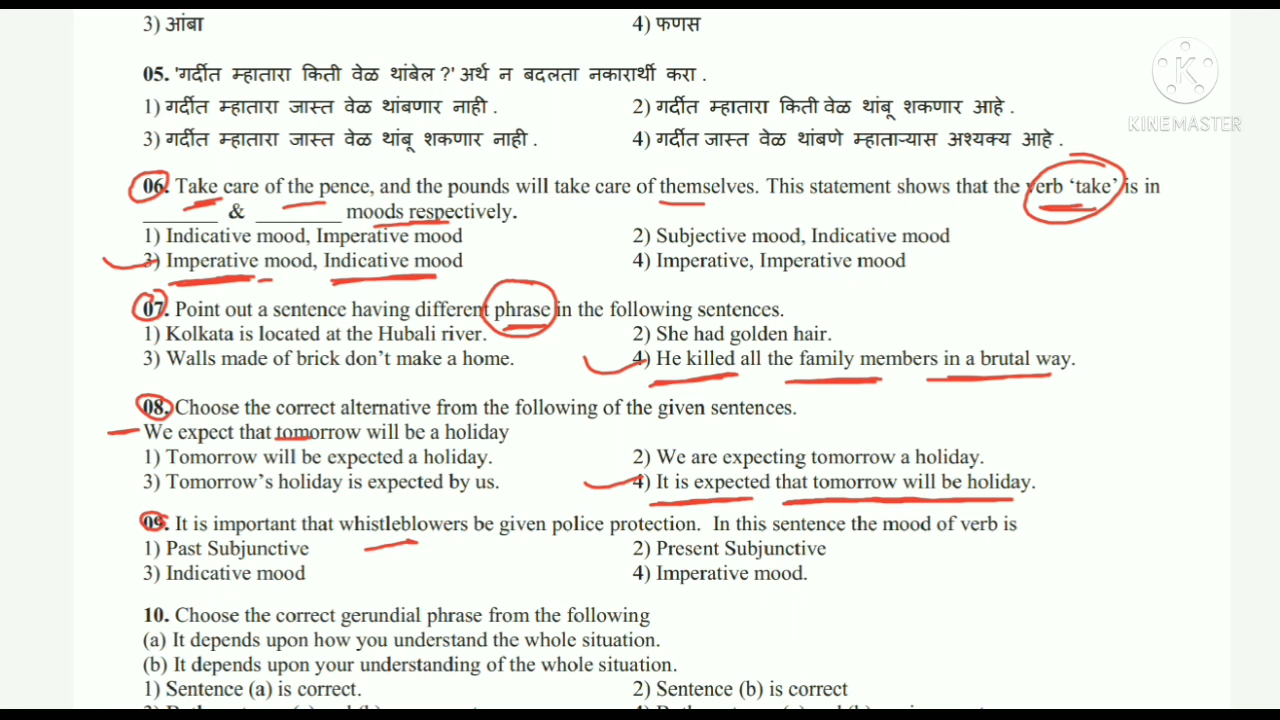 3) आंबा 4) फणस
05. 'गर्दीत म्हातारा किती वेळ थांबेल ?' अर्थ न बदलता नकारार्थी करा .
1) गर्दीत म्हातारा जास्त वेळ थांबणार नाही . 2) गर्दीत म्हातारा किती वेळ थांबू शकणार आहे .
3) गर्दीत म्हातारा जास्त वेळ थांबू शकणार नाही . 4) गर्दीत जास्त वेळ थांबणे म्हाताऱ्यास अश्यक्य आहे .
KINEMASTER
06. Take care of the pence, and the pounds will take care of themselves. This statement shows that the verb ‘take’ is in
________ & _________ moods respectively.
1) Indicative mood, Imperative mood 2) Subjective mood, Indicative mood
3) Imperative mood, Indicative mood 4) Imperative, Imperative mood
07. Point out a sentence having different phrase in the following sentences.
1) Kolkata is located at the Hubali river. 2) She had golden hair.
3) Walls made of brick don’t make a home. 4) He killed all the family members in a brutal way.
08. Choose the correct alternative from the following of the given sentences.
We expect that tomorrow will be a holiday
1) Tomorrow will be expected a holiday. 2) We are expecting tomorrow a holiday.
3) Tomorrow’s holiday is expected by us. 4) It is expected that tomorrow will be holiday.
09. It is important that whistleblowers be given police protection. In this sentence the mood of verb is
1) Past Subjunctive 2) Present Subjunctive
3) Indicative mood 4) Imperative mood.
10. Choose the correct gerundial phrase from the following
(a) It depends upon how you understand the whole situation.
(b) It depends upon your understanding of the whole situation.
1) Sentence (a) is correct. 2) Sentence (b) is correct